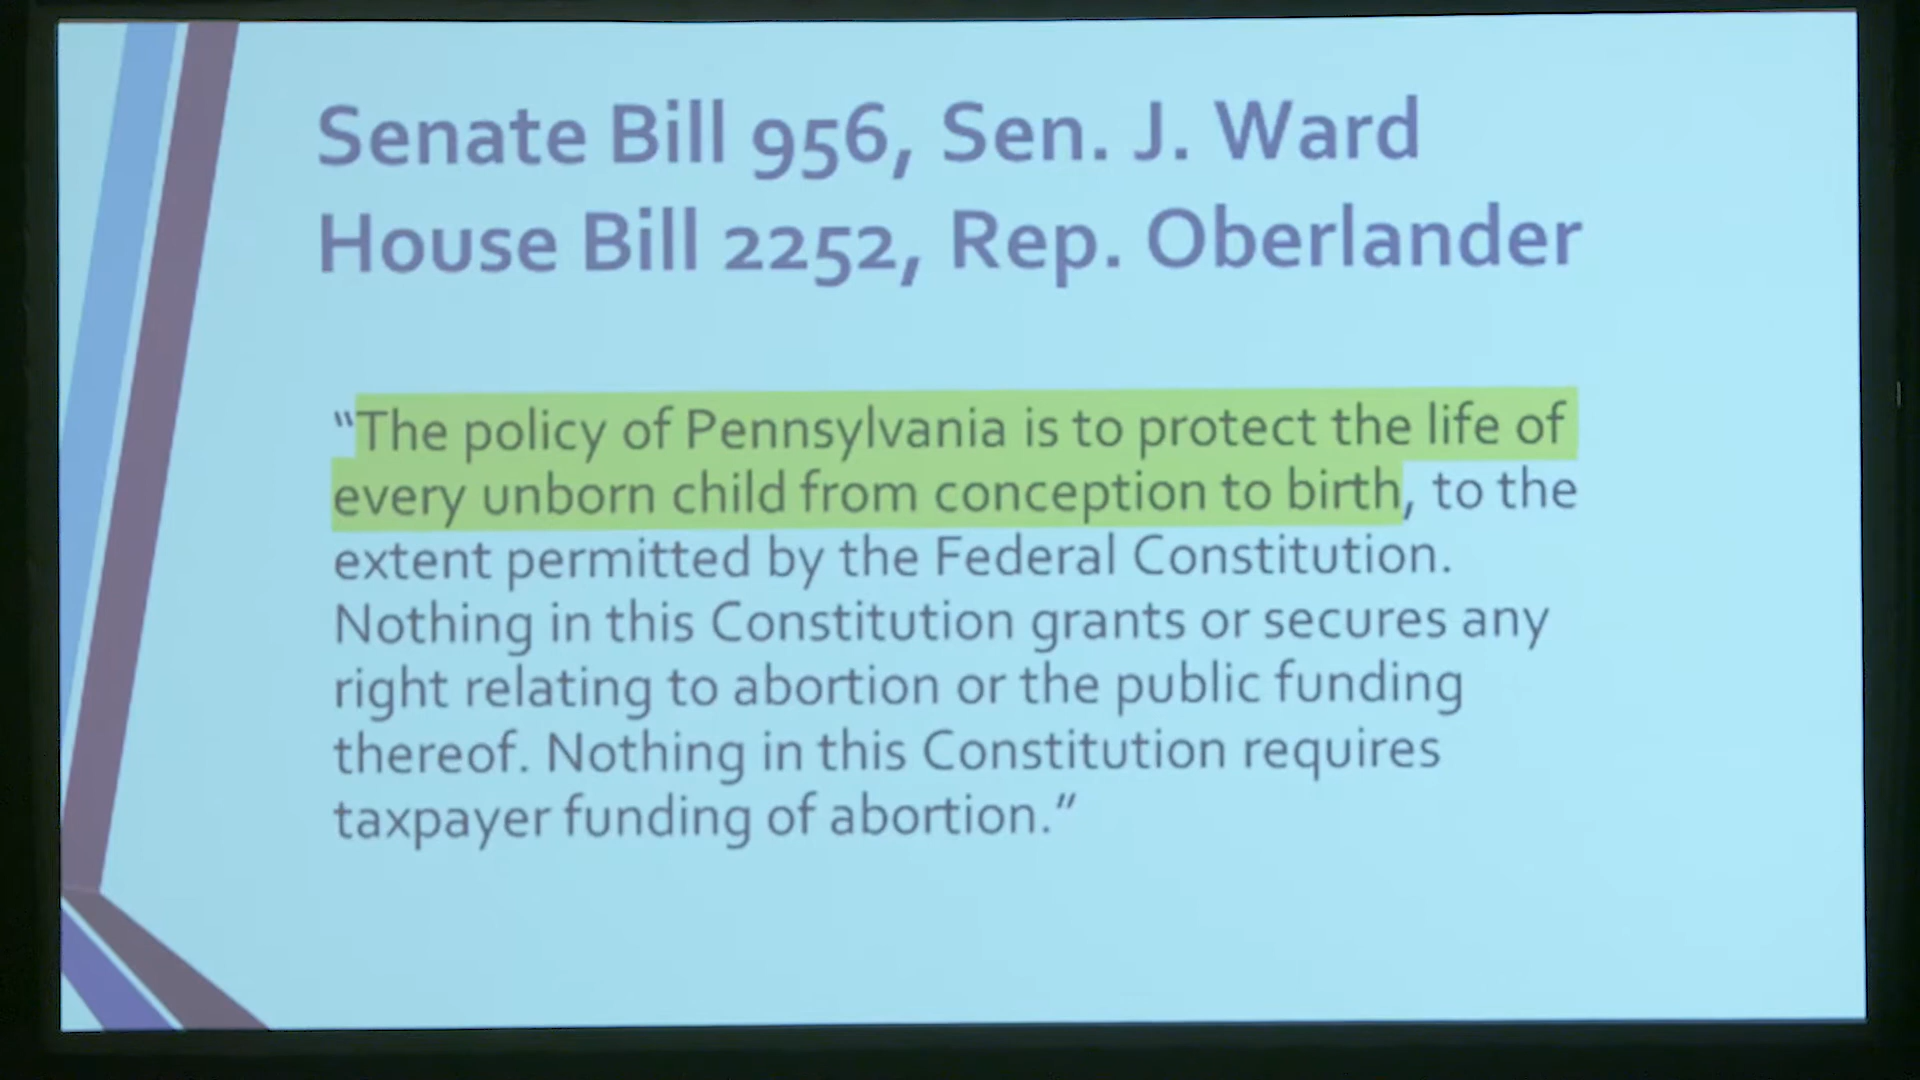 Senate Bill 956, Sen. J. Ward
House Bill 2252, Rep. Oberlander
“The policy of Pennsylvania is to protect the life of
every unborn child from conception to birth, to the
extent permitted by the Federal Constitution.
Nothing in this Constitution grants or secures any
right relating to abortion or the public funding
thereof. Nothing in this Constitution requires
taxpayer funding of abortion.”